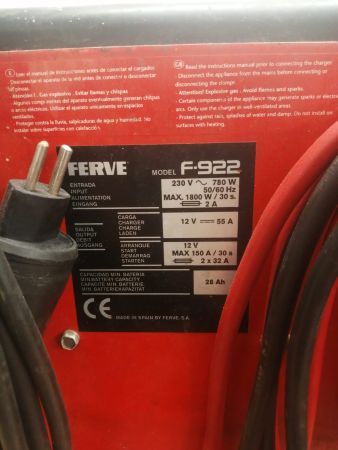 E Leer el manual de instrucciones antes de conectar el cargador
- Desconectar el aparato de la red antes de conectar o desconectar
las pinzas.
- Atención ! Gas explosivo . Evitar llamas y chispas
- Algunos componentes del aparato eventualmente generan chispas
o arcos eléctricos. Utilizar el aparato únicamente en espacios bien
ventilados
- Proteger contra la lluvia, salpicaduras de agua y humedad. No
instalar sobre superficies con calefacción.
GB Read the instructions manual prior to connecting the charger
- Disconnect the appliance from the mains before connecting or
disconnecting the clamps
- Attention! Explosive gas . Avoid flames and sparks.
- Certain components of the appliance may generate sparks or electric
arcs. Only use the charger in well-ventilated areas.
- Protect against rain, splashes of water and damp. Do not install on
surfaces with heating.
FERVE MODEL F-922
ENTRADA
INPUT
ALIMENTATION
EINGANG
230 V ~ 780 W
50/60 Hz
MAX. 1800 W / 30 s.
2 A
SALIDA
OUTPUT
DEBIT
AUSGANG
CARGA
CHARGER
CHARGE
LADEN
12 V 55 A
ARRANQUE
START
DEMARRAG
STARTEN
12 V
MAX 150 A / 30 s
2 x 32 A
CAPACIDAD MIN. BATERIA
MIN.BATTERY CAPACITY
CAPACITE MIN. BATTERIE
MIN.BATTERIEKAPAZITAT
28 Ah
CE
MADE IN SPAIN BY FERVE, S.A.